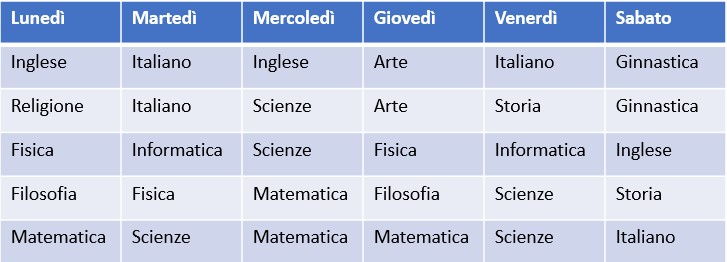 Lunedì Martedì Mercoledì Giovedì Venerdì Sabato
Inglese Italiano Inglese Arte Italiano Ginnastica
Religione Italiano Scienze Arte Storia Ginnastica
Fisica Informatica Scienze Fisica Informatica Inglese
Filosofia Fisica Matematica Filosofia Scienze Storia
Matematica Scienze Matematica Matematica Scienze Italiano